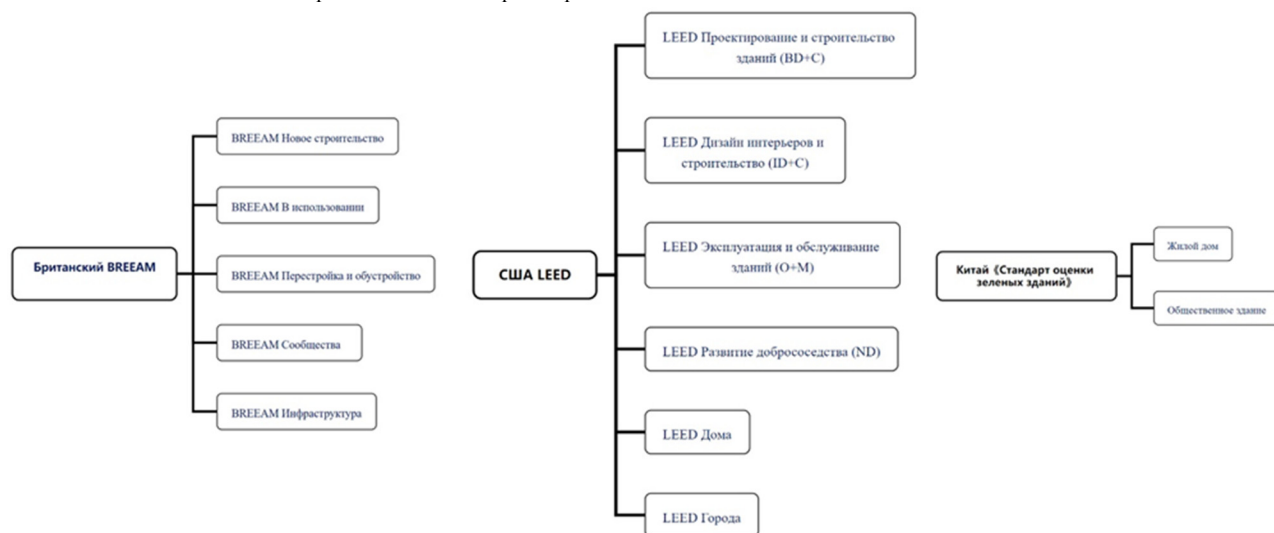 Британский BREEAM
BREEAM Новое строительство
BREEAM В использовании
BREEAM Перестройка и обустройство
BREEAM Сообщества
BREEAM Инфраструктура
США LEED
LEED Проектирование и строительство
зданий (BD+C)
LEED Дизайн интерьеров и
строительство (ID+C)
LEED Эксплуатация и обслуживание
зданий (O+M)
LEED Развитие добрососедства (ND)
LEED Дома
LEED Города
Китай《Стандарт оценки
зеленых зданий》
Жилой дом
Общественное здание